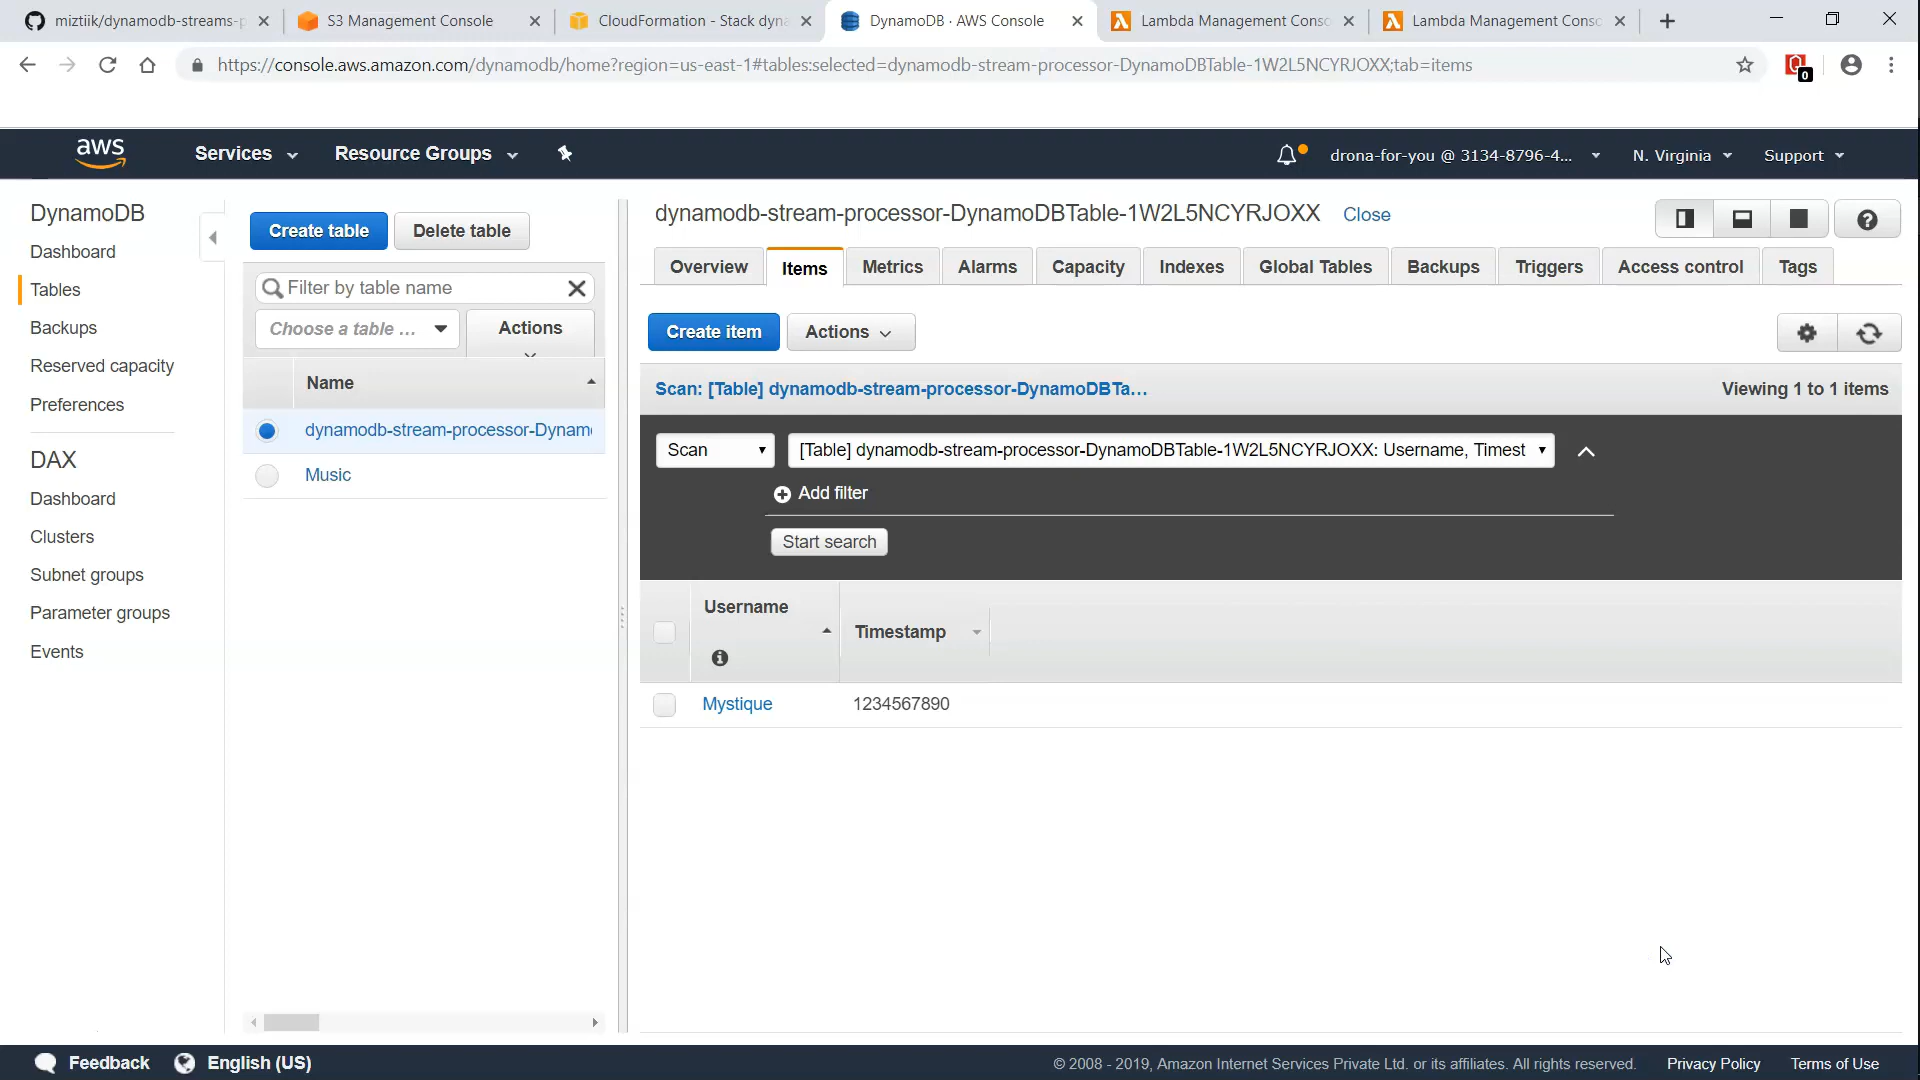 miztiik/dynamodb-streams-p
S3 Management Console
CloudFormation - Stack dyna
DynamoDB · AWS Console
Lambda Management Conso
Lambda Management Conso
https://console.aws.amazon.com/dynamodb/home?region=us-east-1#tables:selected=dynamodb-stream-processor-DynamoDBTable-1W2L5NCYRJOXX;tab=items
0
aws
Services
Resource Groups
drona-for-you @ 3134-8796-4...
N. Virginia
Support
DynamoDB
Dashboard
Tables
Backups
Reserved capacity
Preferences
DAX
Dashboard
Clusters
Subnet groups
Parameter groups
Events
Create table
Delete table
Filter by table name
Choose a table ...
Actions
Name
dynamodb-stream-processor-Dynam
Music
dynamodb-stream-processor-DynamoDBTable-1W2L5NCYRJOXX Close
Overview
Items
Metrics
Alarms
Capacity
Indexes
Global Tables
Backups
Triggers
Access control
Tags
Create item
Actions
Scan: [Table] dynamodb-stream-processor-DynamoDBTa...
Viewing 1 to 1 items
Scan
[Table] dynamodb-stream-processor-DynamoDBTable-1W2L5NCYRJOXX: Username, Timest
Add filter
Start search
Username
Timestamp
Mystique
1234567890
Feedback
English (US)
© 2008 - 2019, Amazon Internet Services Private Ltd. or its affiliates. All rights reserved.
Privacy Policy
Terms of Use